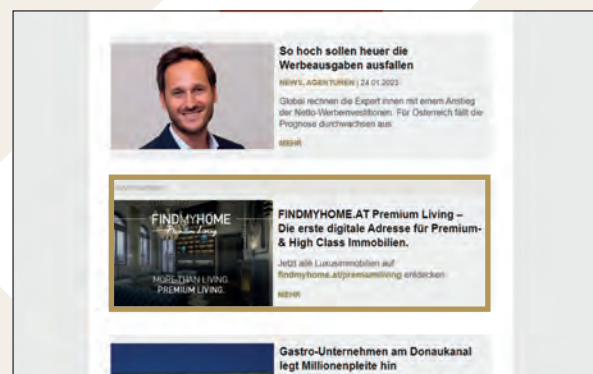 So hoch sollen heuer die
Werbeausgaben ausfallen
NEWS, AGENTUREN | 24.01.2023
Global rechnen die Expert:innen mit einem Anstieg
der Netto-Werbeinvestitionen. Für Österreich fällt die
Prognose durchwachsen aus.
MEHR
FINDMYHOME
Premium Living
MORE THAN LIVING.
PREMIUM LIVING.
FINDMYHOME.AT Premium Living –
Die erste digitale Adresse für Premium-
& High Class Immobilien.
Jetzt alle Luxusimmobilien auf
findmyhome.at/premiumliving entdecken
MEHR
Gastro-Unternehmen am Donaukanal
legt Millionenpleite hin